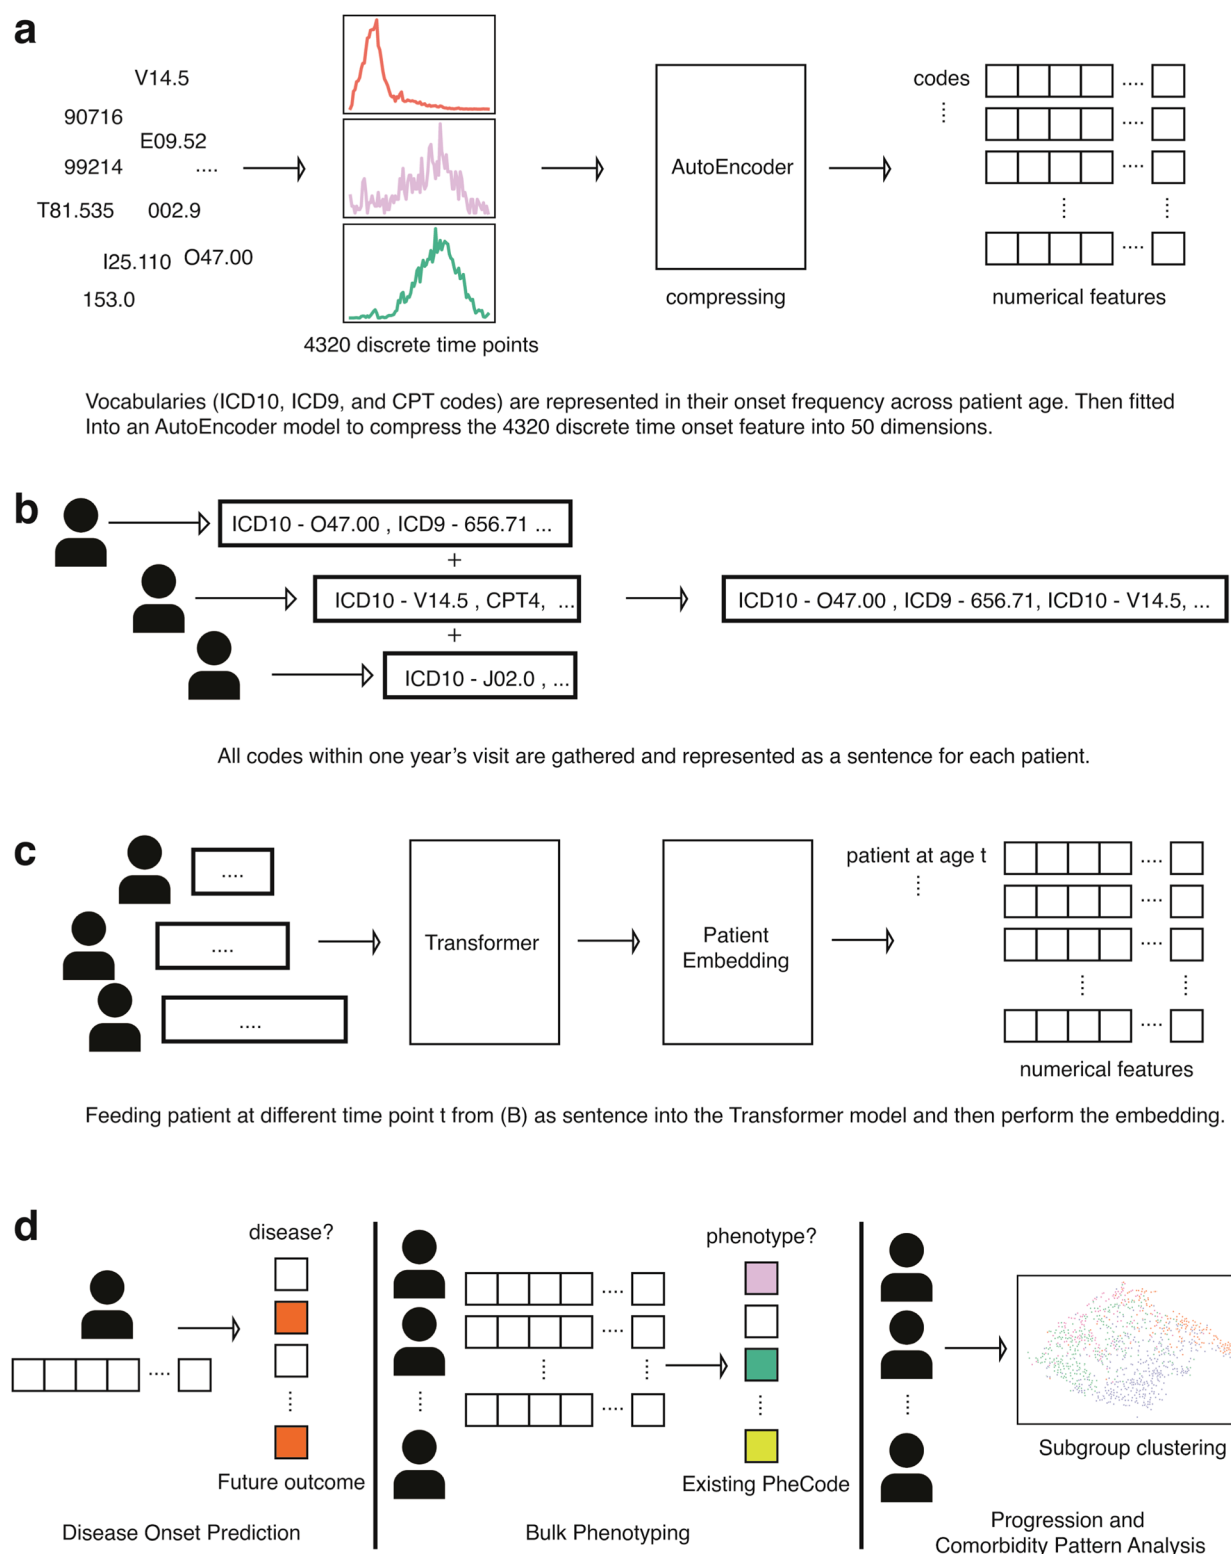 a
V14.5
90716
E09.52
99214
....
T81.535
002.9
I25.110
O47.00
153.0
4320 discrete time points
AutoEncoder
compressing
codes
....
....
....
....
numerical features
Vocabularies (ICD10, ICD9, and CPT codes) are represented in their onset frequency across patient age. Then fitted
Into an AutoEncoder model to compress the 4320 discrete time onset feature into 50 dimensions.
b
ICD10 - O47.00 , ICD9 - 656.71 ...
+
ICD10 - V14.5 , CPT4, ...
+
ICD10 - J02.0 , ...
ICD10 - O47.00 , ICD9 - 656.71, ICD10 - V14.5, ...
All codes within one year's visit are gathered and represented as a sentence for each patient.
c
....
....
....
Transformer
Patient
Embedding
patient at age t
....
....
....
....
numerical features
Feeding patient at different time point t from (B) as sentence into the Transformer model and then perform the embedding.
d
disease?
....
Future outcome
Disease Onset Prediction
phenotype?
....
....
....
Existing PheCode
Bulk Phenotyping
Subgroup clustering
Progression and
Comorbidity Pattern Analysis